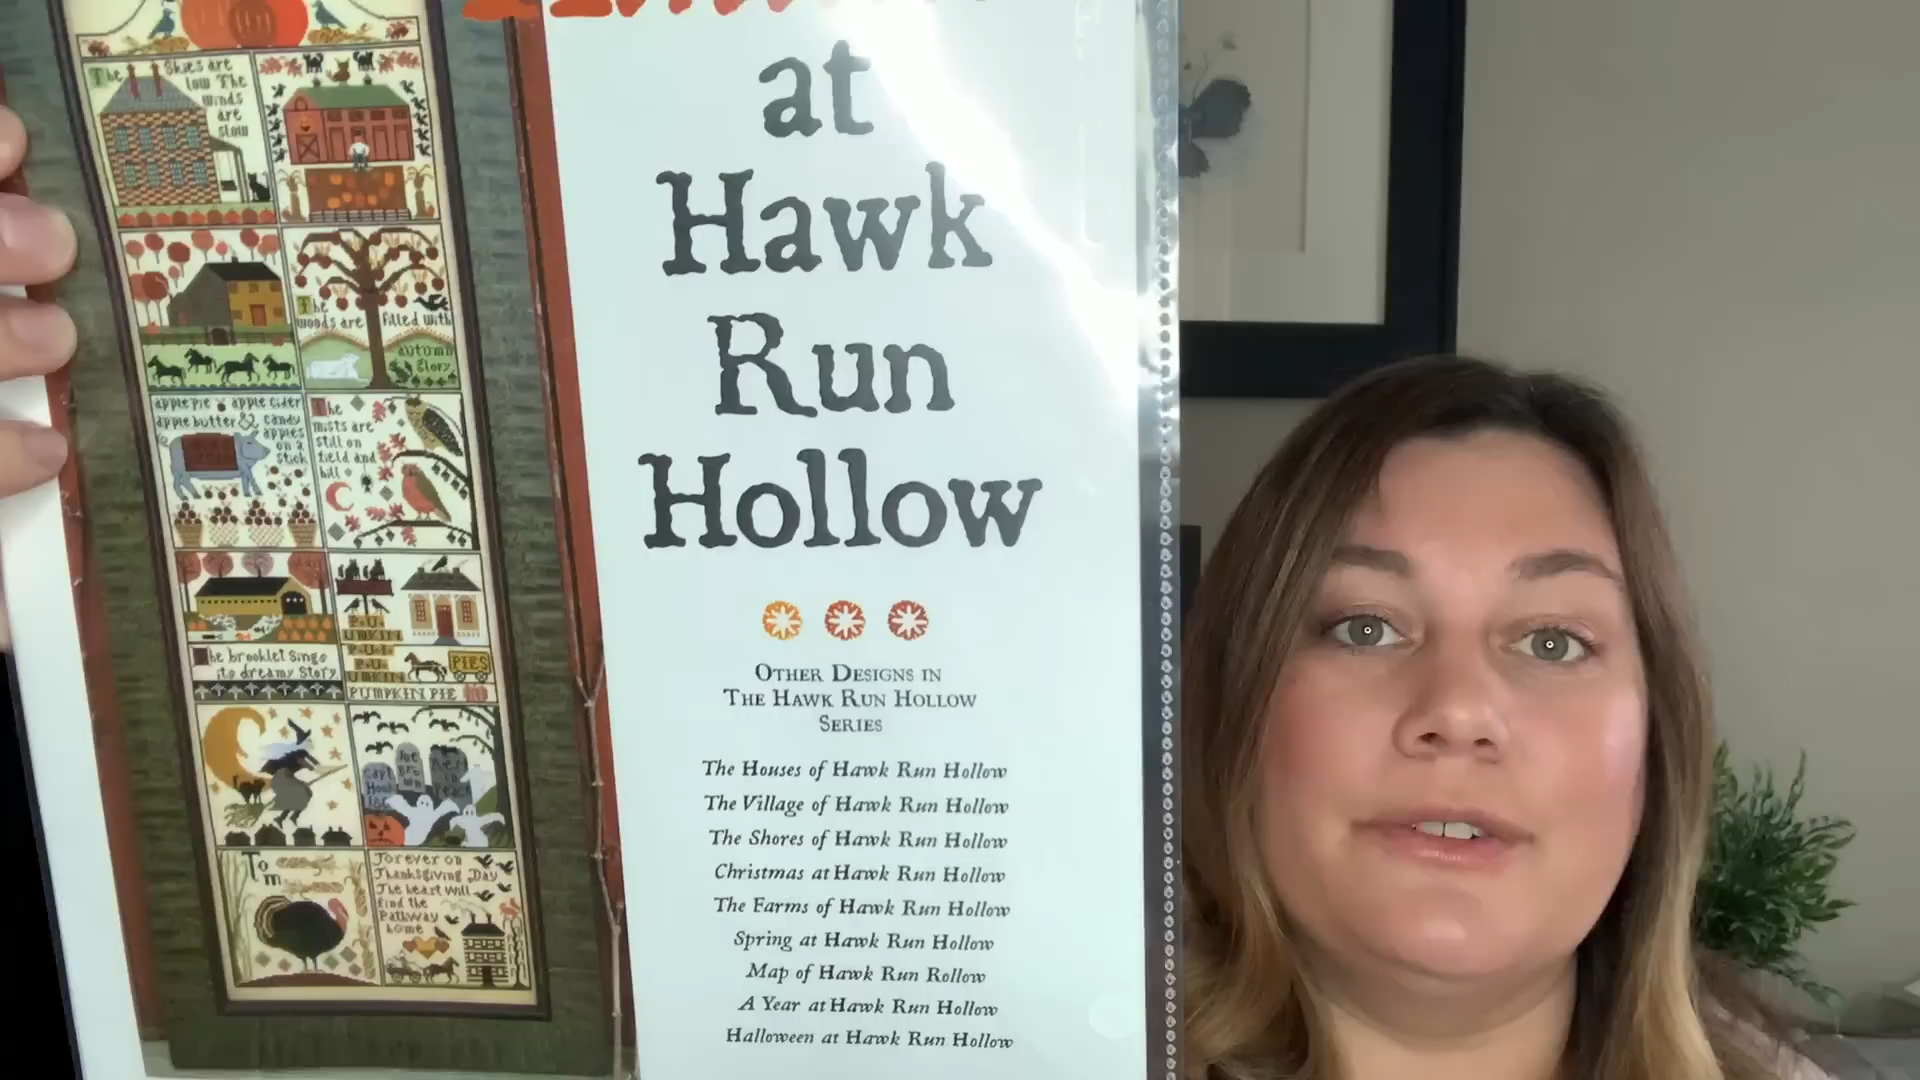 at
Hawk
Run
Hollow
OTHER DESIGNS IN
THE HAWK RUN HOLLOW
SERIES
The Houses of Hawk Run Hollow
The Village of Hawk Run Hollow
The Shores of Hawk Run Hollow
Christmas at Hawk Run Hollow
The Farms of Hawk Run Hollow
Spring at Hawk Run Hollow
Map of Hawk Run Rollow
A Year at Hawk Run Hollow
Halloween at Hawk Run Hollow
The Skies are
low The
winds
are
slow
The
woods are filled with
autumn
Glory
apple pie apple cider
apple butter & candy
apples
on a
stick
The
mists are
still on
field and
hill
The brooklet Sings
its dreamy Story
P.U.
UMKIN
P.U.
P.U.
UMKIN
PIES
PUMPKIN PIE
Tom
Forever on
Thanksgiving Day
The heart will
find the
Pathway
home